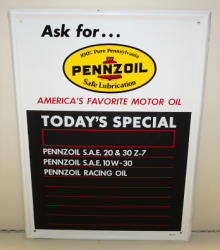 Ask for...
100% Pure Pennsylvania
PENNZOIL
Safe Lubrication
AMERICA'S FAVORITE MOTOR OIL
TODAY'S SPECIAL
PENNZOIL S.A.E. 20 & 30 Z-7
PENNZOIL S.A.E. 10W-30
PENNZOIL RACING OIL